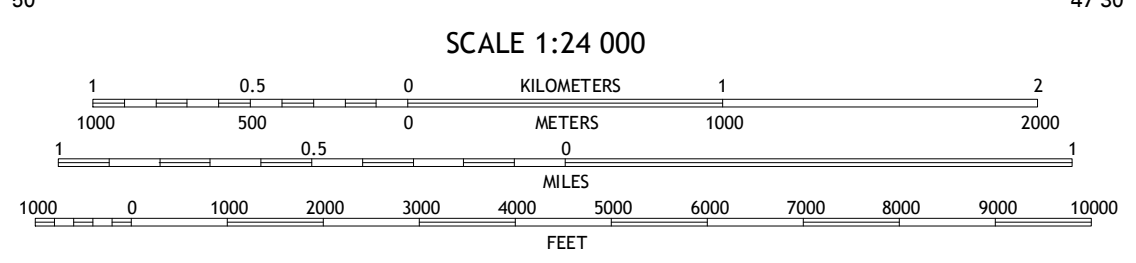 50 47'30
SCALE 1:24 000
1 0.5 0 KILOMETERS 1 2
1000 500 0 METERS 1000 2000
1 0.5 0 1
MILES
1000 0 1000 2000 3000 4000 5000 6000 7000 8000 9000 10000
FEET